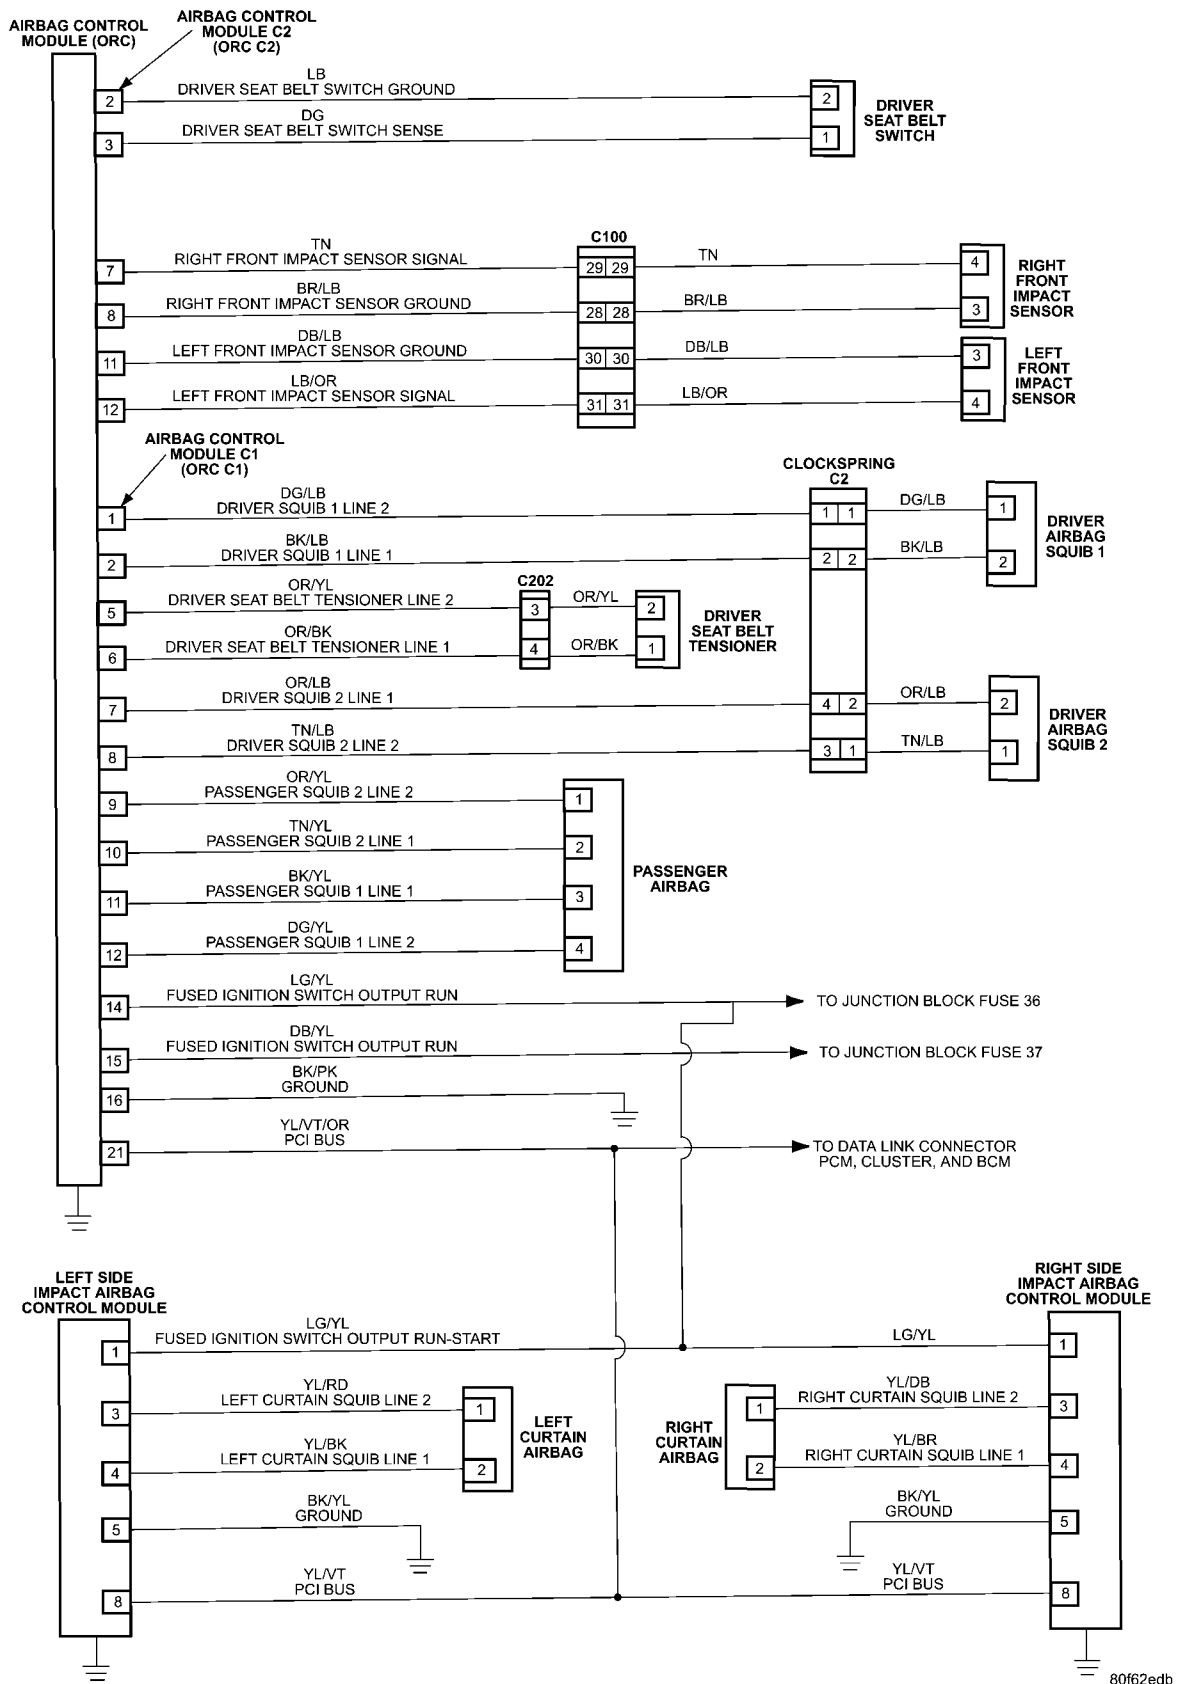 AIRBAG CONTROL
MODULE (ORC)
AIRBAG CONTROL
MODULE C2
(ORC C2)
2
LB
DRIVER SEAT BELT SWITCH GROUND
2
3
DG
DRIVER SEAT BELT SWITCH SENSE
1
DRIVER
SEAT BELT
SWITCH
C100
7
TN
RIGHT FRONT IMPACT SENSOR SIGNAL
29 29
TN
4
8
BR/LB
RIGHT FRONT IMPACT SENSOR GROUND
28 28
BR/LB
3
RIGHT
FRONT
IMPACT
SENSOR
11
DB/LB
LEFT FRONT IMPACT SENSOR GROUND
30 30
DB/LB
3
12
LB/OR
LEFT FRONT IMPACT SENSOR SIGNAL
31 31
LB/OR
4
LEFT
FRONT
IMPACT
SENSOR
AIRBAG CONTROL
MODULE C1
(ORC C1)
CLOCKSPRING
C2
1
DG/LB
DRIVER SQUIB 1 LINE 2
1 1
DG/LB
1
2
BK/LB
DRIVER SQUIB 1 LINE 1
2 2
BK/LB
2
DRIVER
AIRBAG
SQUIB 1
C202
5
OR/YL
DRIVER SEAT BELT TENSIONER LINE 2
3
OR/YL
2
6
OR/BK
DRIVER SEAT BELT TENSIONER LINE 1
4
OR/BK
1
DRIVER
SEAT BELT
TENSIONER
7
OR/LB
DRIVER SQUIB 2 LINE 1
4 2
OR/LB
2
8
TN/LB
DRIVER SQUIB 2 LINE 2
3 1
TN/LB
1
DRIVER
AIRBAG
SQUIB 2
9
OR/YL
PASSENGER SQUIB 2 LINE 2
1
10
TN/YL
PASSENGER SQUIB 2 LINE 1
2
11
BK/YL
PASSENGER SQUIB 1 LINE 1
3
12
DG/YL
PASSENGER SQUIB 1 LINE 2
4
PASSENGER
AIRBAG
14
LG/YL
FUSED IGNITION SWITCH OUTPUT RUN
TO JUNCTION BLOCK FUSE 36
15
DB/YL
FUSED IGNITION SWITCH OUTPUT RUN
TO JUNCTION BLOCK FUSE 37
16
BK/PK
GROUND
21
YL/VT/OR
PCI BUS
TO DATA LINK CONNECTOR
PCM, CLUSTER, AND BCM
LEFT SIDE
IMPACT AIRBAG
CONTROL MODULE
RIGHT SIDE
IMPACT AIRBAG
CONTROL MODULE
1
LG/YL
FUSED IGNITION SWITCH OUTPUT RUN-START
LG/YL
1
3
YL/RD
LEFT CURTAIN SQUIB LINE 2
1
4
YL/BK
LEFT CURTAIN SQUIB LINE 1
2
LEFT
CURTAIN
AIRBAG
RIGHT
CURTAIN
AIRBAG
1
YL/DB
RIGHT CURTAIN SQUIB LINE 2
3
2
YL/BR
RIGHT CURTAIN SQUIB LINE 1
4
5
BK/YL
GROUND
BK/YL
GROUND
5
8
YL/VT
PCI BUS
YL/VT
PCI BUS
8
80f62edb